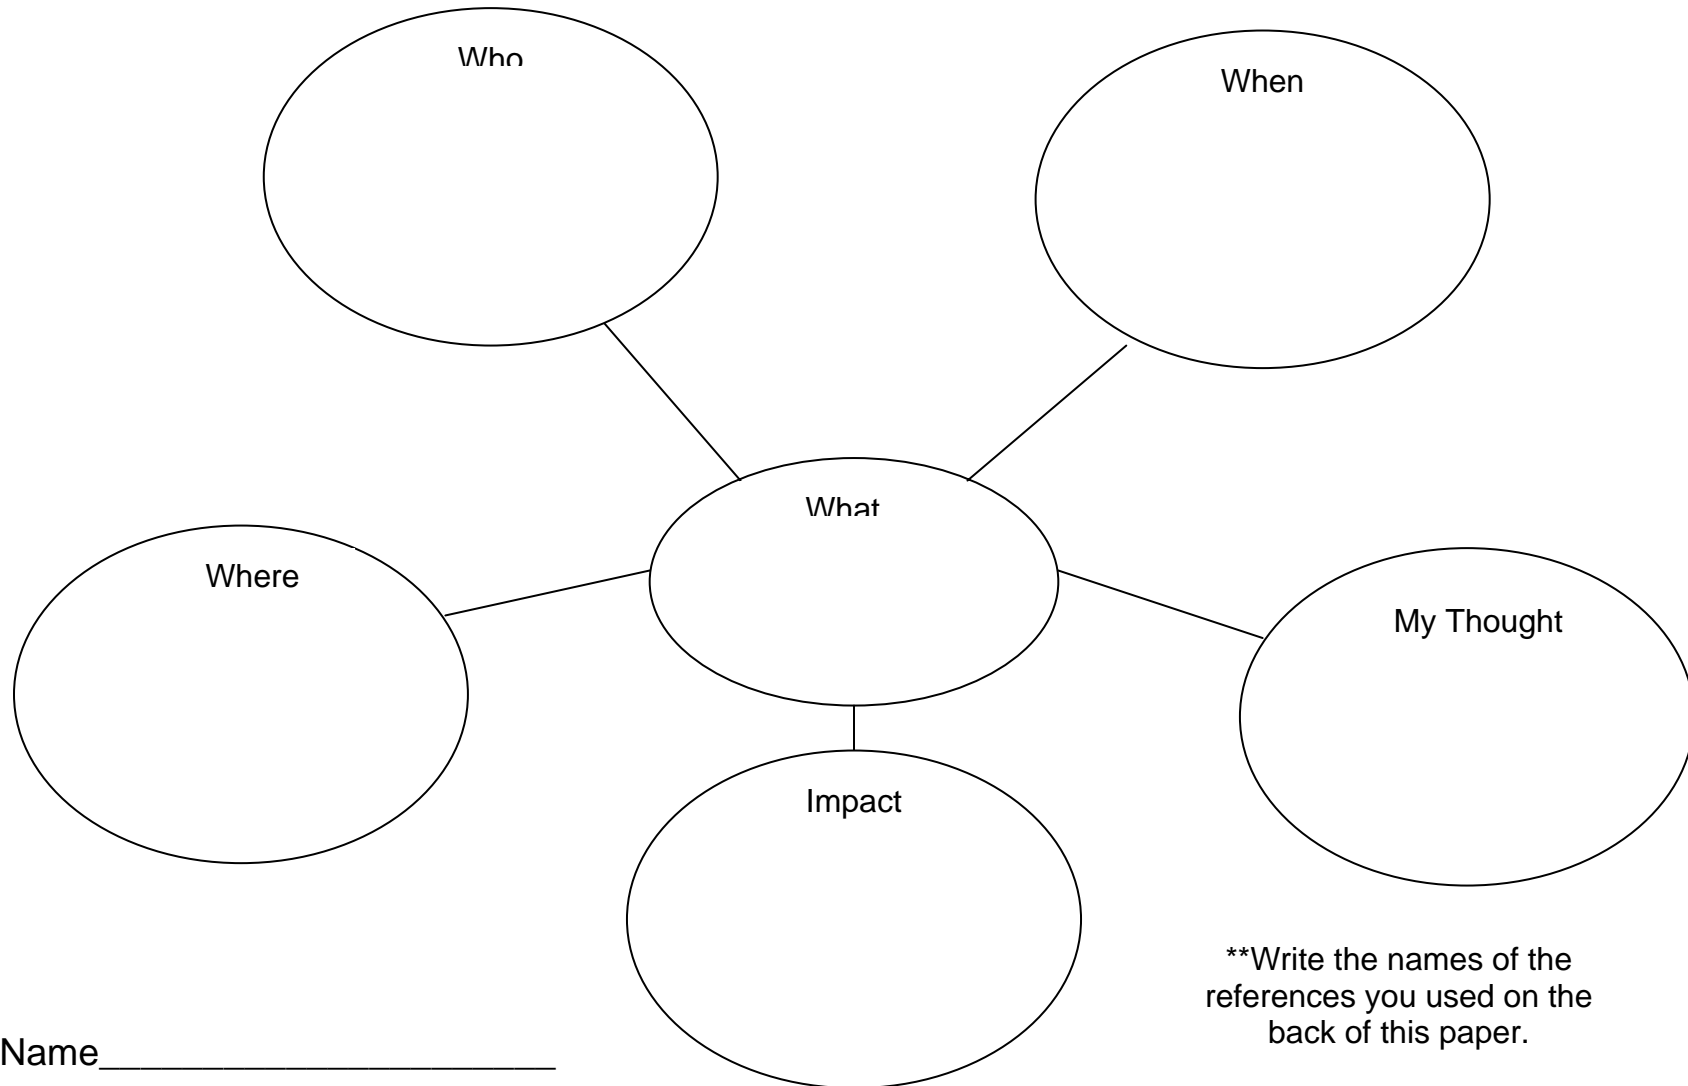 Who
When
What
Where
My Thought
Impact
**Write the names of the
references you used on the
back of this paper.
Name______________________